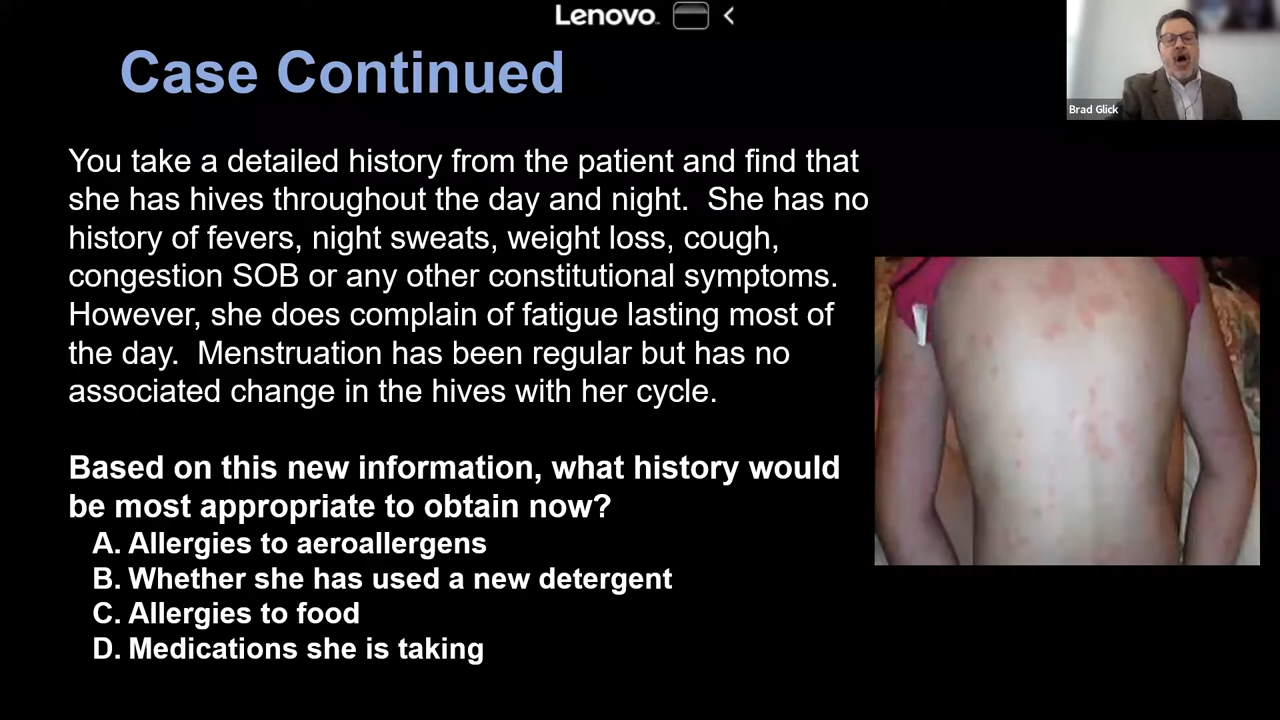 Lenovo
Case Continued
Brad Glick
You take a detailed history from the patient and find that
she has hives throughout the day and night.  She has no
history of fevers, night sweats, weight loss, cough,
congestion SOB or any other constitutional symptoms.
However, she does complain of fatigue lasting most of
the day.  Menstruation has been regular but has no
associated change in the hives with her cycle.
Based on this new information, what history would
be most appropriate to obtain now?
A. Allergies to aeroallergens
B. Whether she has used a new detergent
C. Allergies to food
D. Medications she is taking